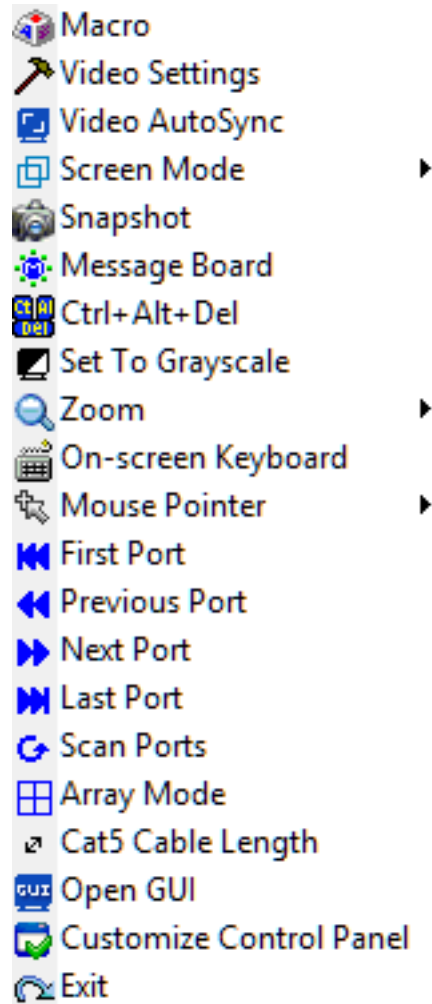 Macro
Video Settings
Video AutoSync
Screen Mode
Snapshot
Message Board
Ctrl+Alt+Del
Set To Grayscale
Zoom
On-screen Keyboard
Mouse Pointer
First Port
Previous Port
Next Port
Last Port
Scan Ports
Array Mode
Cat5 Cable Length
GUI Open GUI
Customize Control Panel
Exit